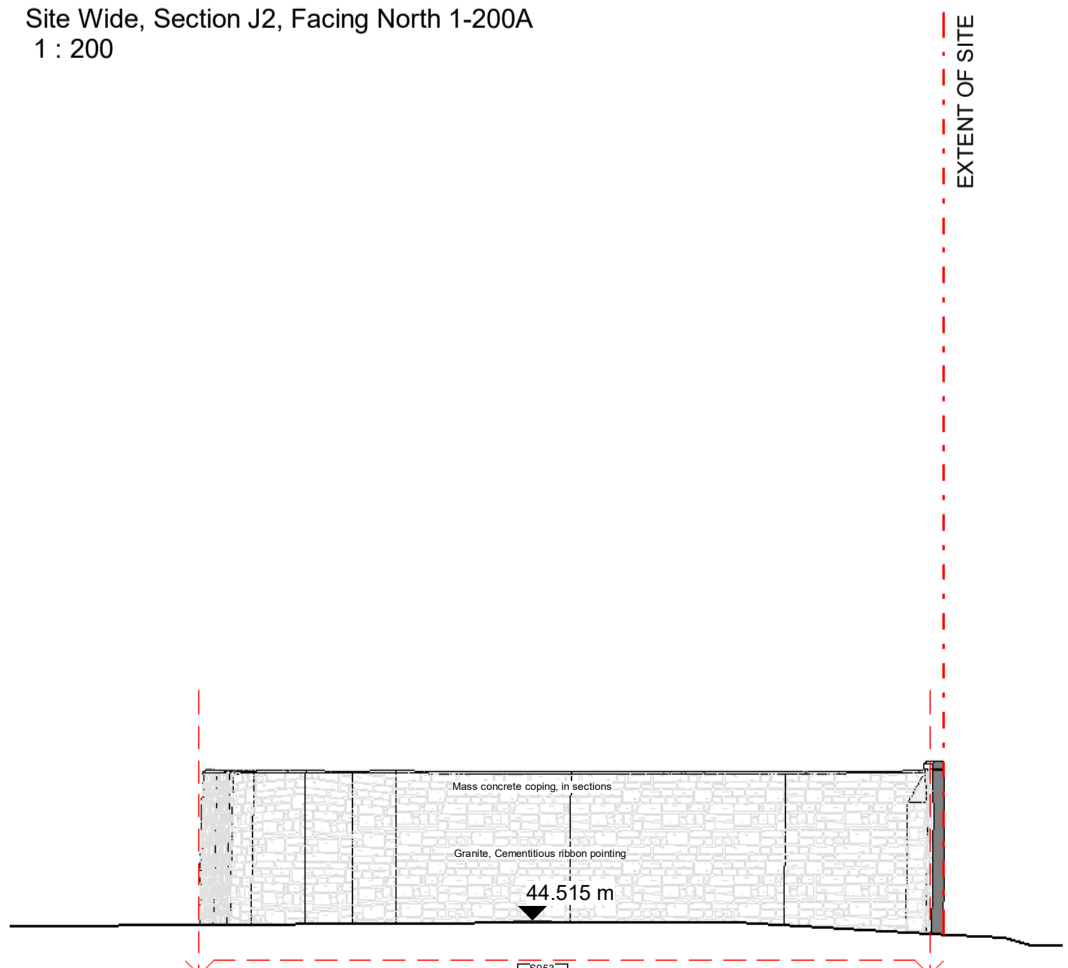 Site Wide, Section J2, Facing North 1-200A
1 : 200
EXTENT OF SITE
Mass concrete coping, in sections
Granite, Cementitious ribbon pointing
44.515 m